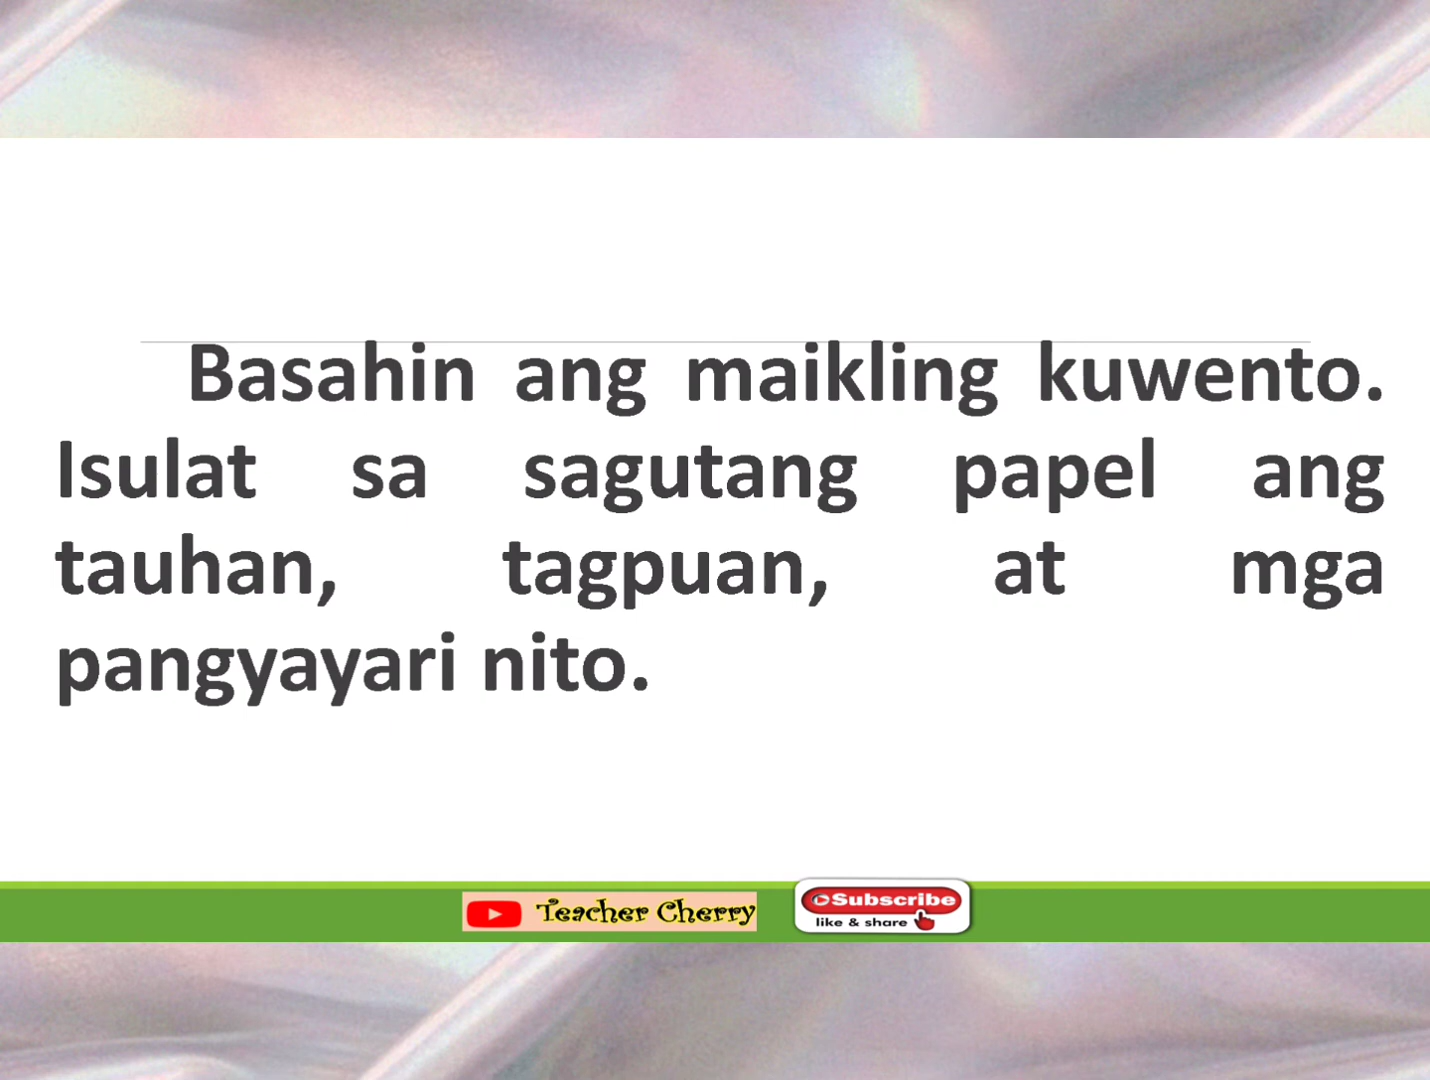 Basahin ang maikling kuwento.
Isulat sa sagutang papel ang
tauhan, tagpuan, at mga
pangyayari nito.
Teacher Cherry
Subscribe
like & share